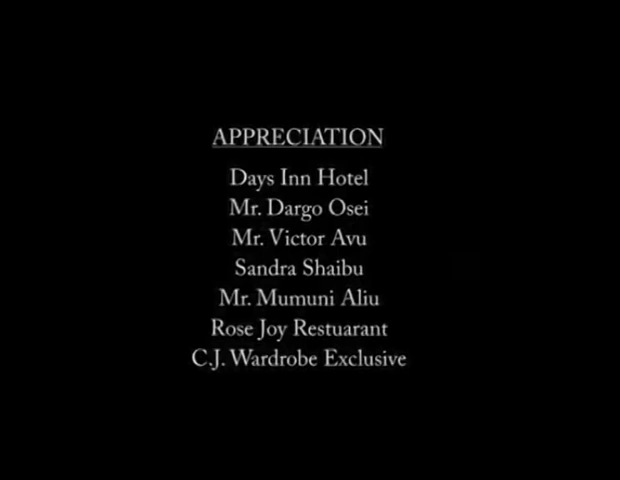 APPRECIATION
Days Inn Hotel
Mr. Dargo Osei
Mr. Victor Avu
Sandra Shaibu
Mr. Mumuni Aliu
Rose Joy Restuarant
C.J. Wardrobe Exclusive